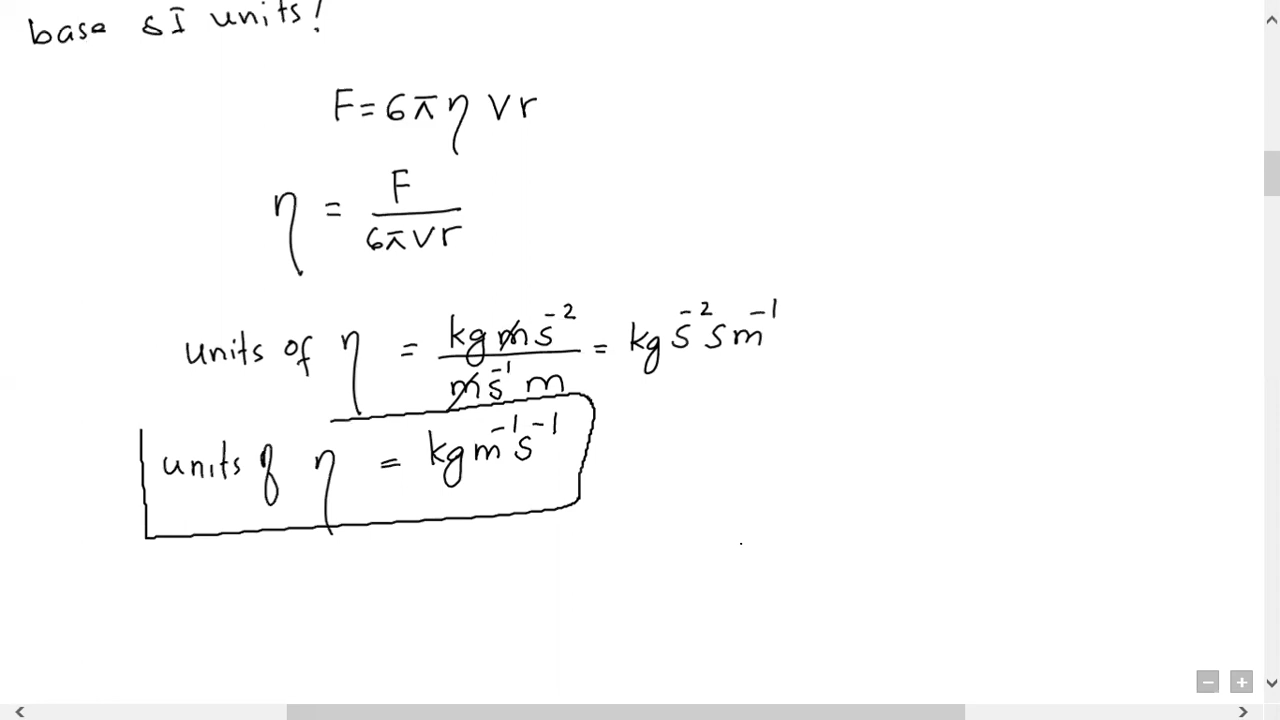 base SI units!
F = 6πηvr
η = F / 6πvr
units of η = kg m s⁻² / m s⁻¹ m = kg s⁻² s m⁻¹
units of η = kg m⁻¹ s⁻¹